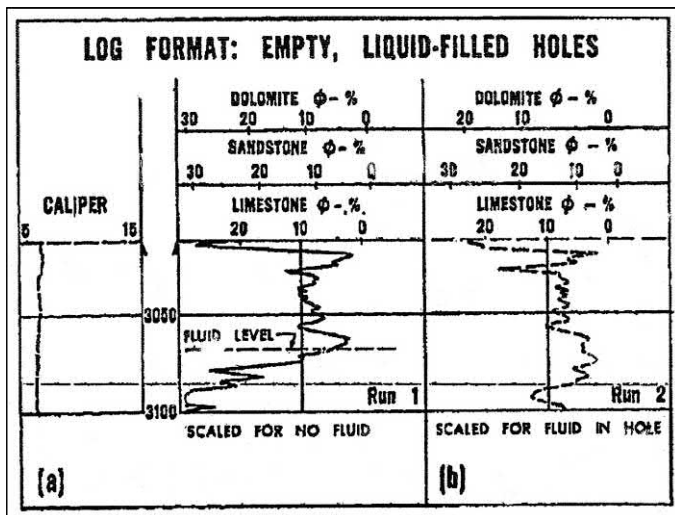 LOG FORMAT: EMPTY, LIQUID-FILLED HOLES
DOLOMITE ϕ - %
30 20 10 0
SANDSTONE ϕ - %
30 20 10 0
CALIPER
5 15
LIMESTONE ϕ - %
20 10 0
3050
FLUID LEVEL
3100
Run 1
SCALED FOR NO FLUID
(a)
DOLOMITE ϕ - %
20 10 0
SANDSTONE ϕ - %
30 20 10 0
LIMESTONE ϕ - %
20 10 0
Run 2
SCALED FOR FLUID IN HOLE
(b)